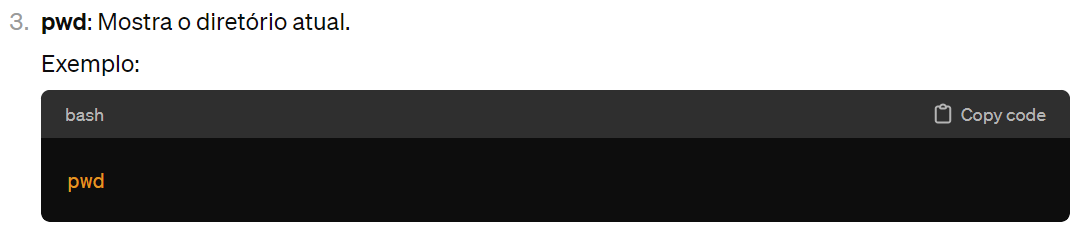 3. pwd: Mostra o diretório atual.
Exemplo:
bash Copy code
pwd